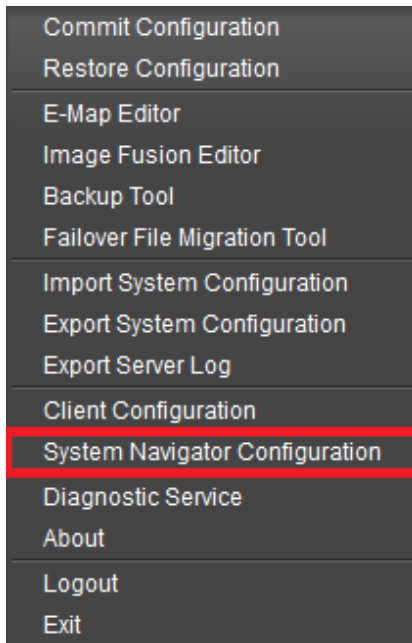 Commit Configuration
Restore Configuration
E-Map Editor
Image Fusion Editor
Backup Tool
Failover File Migration Tool
Import System Configuration
Export System Configuration
Export Server Log
Client Configuration
System Navigator Configuration
Diagnostic Service
About
Logout
Exit